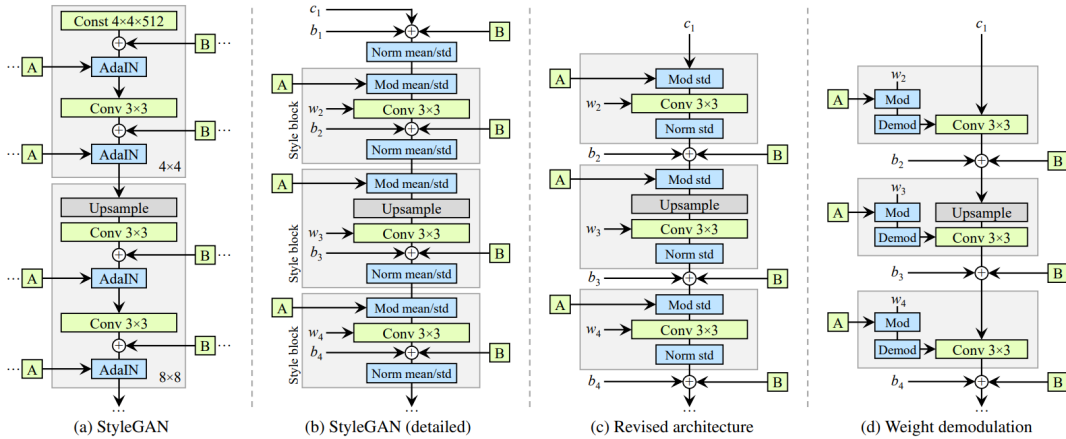 Const 4×4×512
B ...
... A
AdaIN
Conv 3×3
B ...
... A
AdaIN
4×4
Upsample
Conv 3×3
B ...
... A
AdaIN
Conv 3×3
B ...
... A
AdaIN
8×8
...
(a) StyleGAN
c₁
b₁
B
Norm mean/std
A
Mod mean/std
w₂
Conv 3×3
b₂
B
Norm mean/std
Style block
A
Mod mean/std
Upsample
w₃
Conv 3×3
b₃
B
Norm mean/std
Style block
A
Mod mean/std
w₄
Conv 3×3
b₄
B
Norm mean/std
Style block
...
(b) StyleGAN (detailed)
c₁
A
Mod std
w₂
Conv 3×3
Norm std
b₂
B
A
Mod std
Upsample
w₃
Conv 3×3
Norm std
b₃
B
A
Mod std
w₄
Conv 3×3
Norm std
b₄
B
...
(c) Revised architecture
c₁
w₂
A
Mod
Demod
Conv 3×3
b₂
B
w₃
A
Mod
Upsample
Demod
Conv 3×3
b₃
B
w₄
A
Mod
Demod
Conv 3×3
b₄
B
...
(d) Weight demodulation